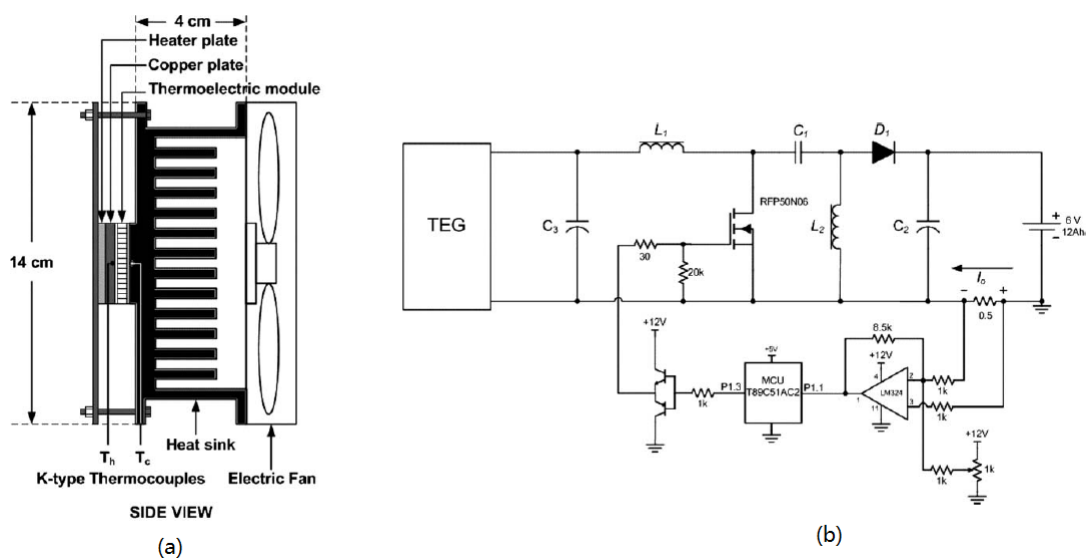 4 cm
Heater plate
Copper plate
Thermoelectric module
14 cm
Heat sink
Th Tc
K-type Thermocouples
Electric Fan
SIDE VIEW
(a)
L1
C1
D1
TEG
C3
RFP50N06
L2
C2
+
6 V
12Ah
−
30
20k
Io
− +
0.5
+12V
8.5k
+5V
+12V
P1.3
MCU
T89C51AC2
P1.1
4
2
1
LM324
3
11
1k
1k
1k
+12V
1k
1k
(b)